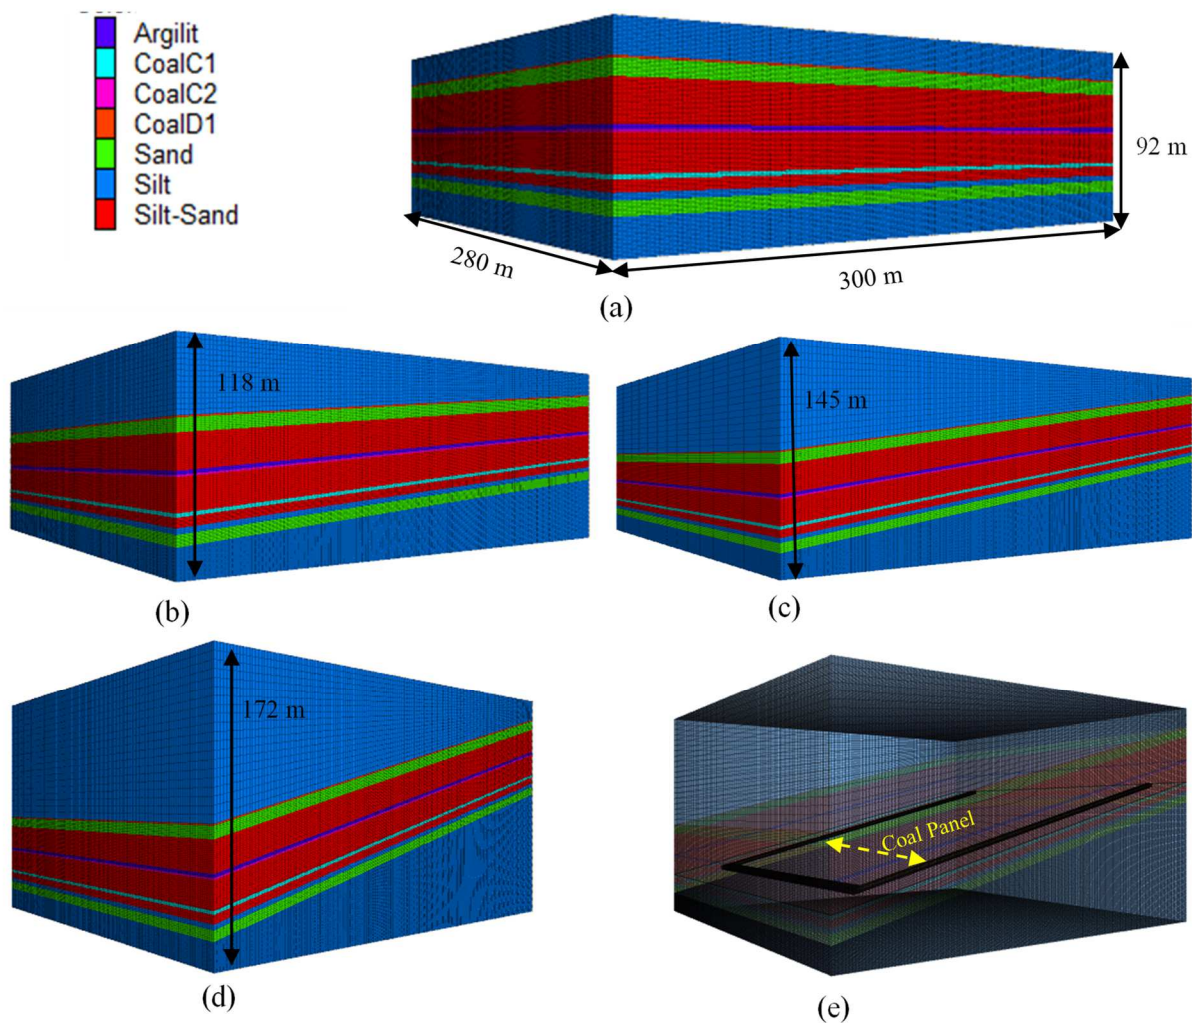 Argilit
CoalC1
CoalC2
CoalD1
Sand
Silt
Silt-Sand
92 m
280 m
300 m
(a)
118 m
145 m
(b)
(c)
172 m
Coal Panel
(d)
(e)